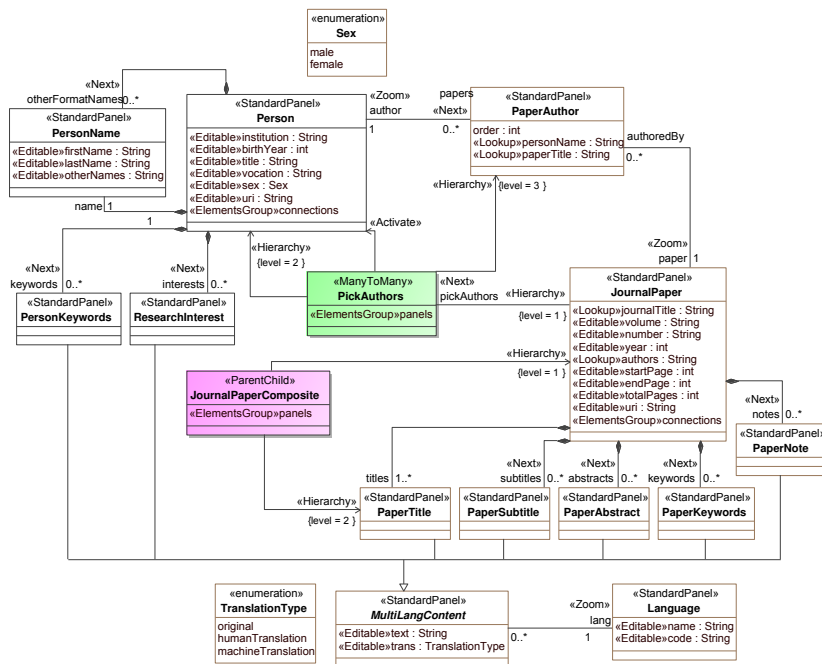 «enumeration»
Sex
male
female
«Next»
otherFormatNames
0..*
«StandardPanel»
PersonName
«Editable»firstName : String
«Editable»lastName : String
«Editable»otherNames : String
name
1
«StandardPanel»
Person
«Editable»institution : String
«Editable»birthYear : int
«Editable»title : String
«Editable»vocation : String
«Editable»sex : Sex
«Editable»uri : String
«ElementsGroup»connections
1
«Zoom»
author
1
papers
«Next»
0..*
«StandardPanel»
PaperAuthor
order : int
«Lookup»personName : String
«Lookup»paperTitle : String
authoredBy
0..*
«Hierarchy»
{level = 3 }
«Activate»
«Hierarchy»
{level = 2 }
«Zoom»
paper
1
«Next»
keywords
0..*
«Next»
interests
0..*
«StandardPanel»
PersonKeywords
«StandardPanel»
ResearchInterest
«ManyToMany»
PickAuthors
«ElementsGroup»panels
«Next»
pickAuthors
«Hierarchy»
{level = 1 }
«StandardPanel»
JournalPaper
«Lookup»journalTitle : String
«Editable»volume : String
«Editable»number : String
«Editable»year : int
«Lookup»authors : String
«Editable»startPage : int
«Editable»endPage : int
«Editable»totalPages : int
«Editable»uri : String
«ElementsGroup»connections
«Hierarchy»
{level = 1 }
«ParentChild»
JournalPaperComposite
«ElementsGroup»panels
«Next»
notes
0..*
«StandardPanel»
PaperNote
titles
1..*
«Next»
subtitles
0..*
«Next»
abstracts
0..*
«Next»
keywords
0..*
«Hierarchy»
{level = 2 }
«StandardPanel»
PaperTitle
«StandardPanel»
PaperSubtitle
«StandardPanel»
PaperAbstract
«StandardPanel»
PaperKeywords
«enumeration»
TranslationType
original
humanTranslation
machineTranslation
«StandardPanel»
MultiLangContent
«Editable»text : String
«Editable»trans : TranslationType
0..*
«Zoom»
lang
1
«StandardPanel»
Language
«Editable»name : String
«Editable»code : String